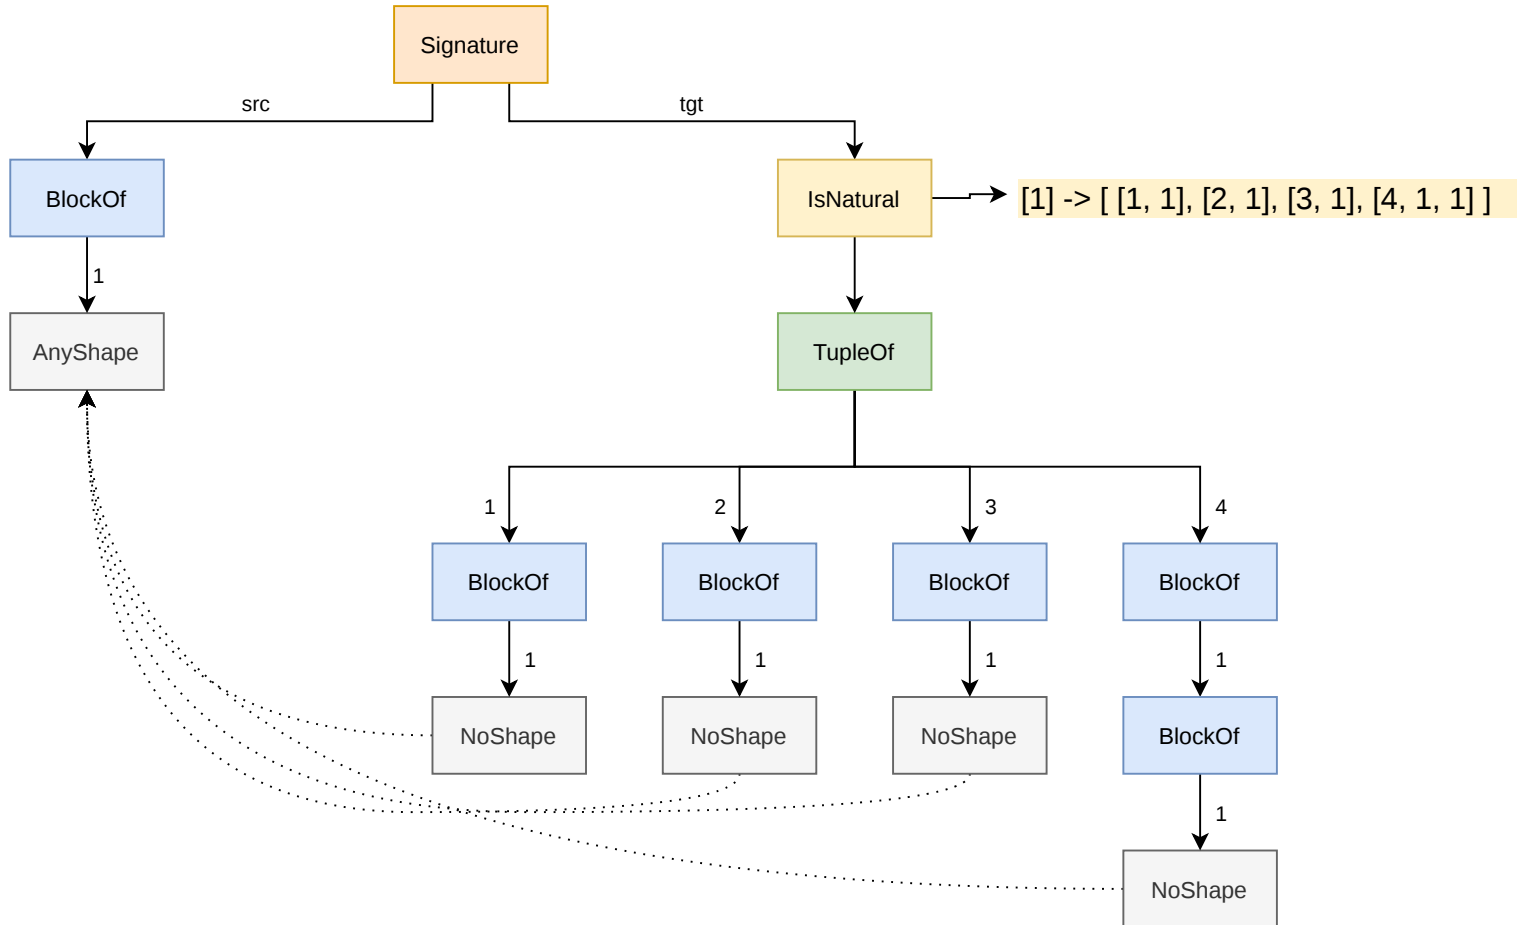 Signature
src
tgt
BlockOf
IsNatural
[1] -> [ [1, 1], [2, 1], [3, 1], [4, 1, 1] ]
1
AnyShape
TupleOf
1
2
3
4
BlockOf
BlockOf
BlockOf
BlockOf
1
1
1
1
NoShape
NoShape
NoShape
BlockOf
1
NoShape